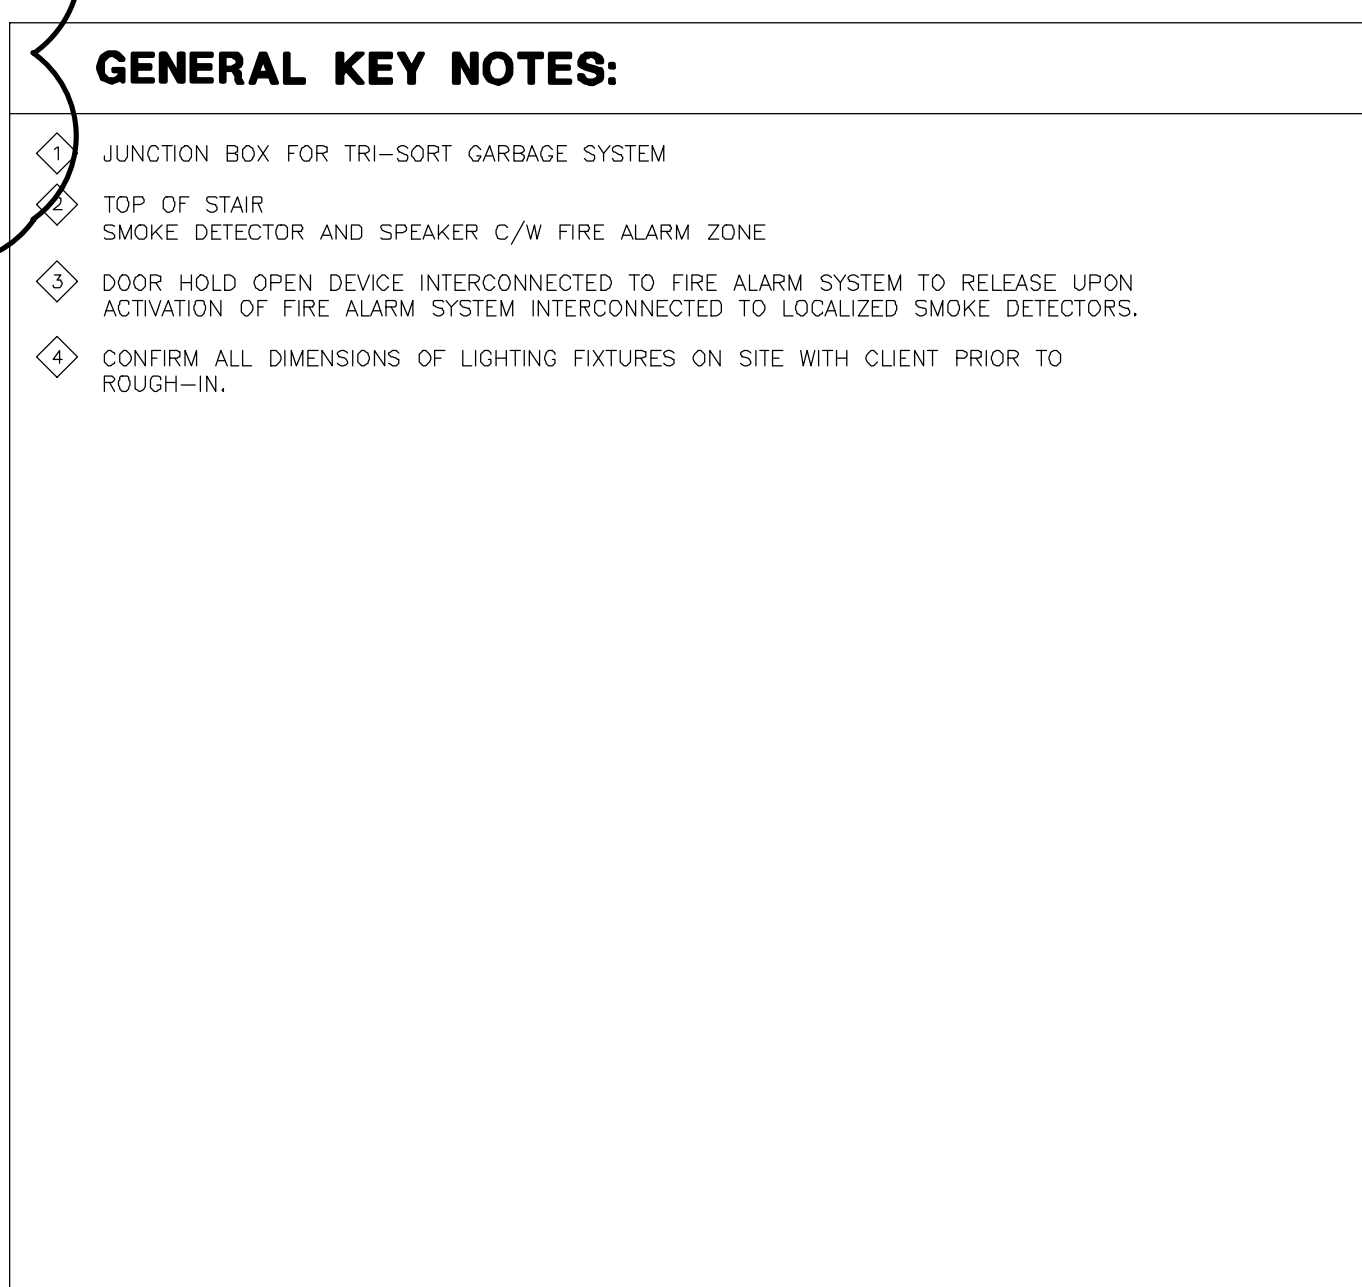 GENERAL KEY NOTES:
1 JUNCTION BOX FOR TRI-SORT GARBAGE SYSTEM
2 TOP OF STAIR
SMOKE DETECTOR AND SPEAKER C/W FIRE ALARM ZONE
3 DOOR HOLD OPEN DEVICE INTERCONNECTED TO FIRE ALARM SYSTEM TO RELEASE UPON
ACTIVATION OF FIRE ALARM SYSTEM INTERCONNECTED TO LOCALIZED SMOKE DETECTORS.
4 CONFIRM ALL DIMENSIONS OF LIGHTING FIXTURES ON SITE WITH CLIENT PRIOR TO
ROUGH-IN.